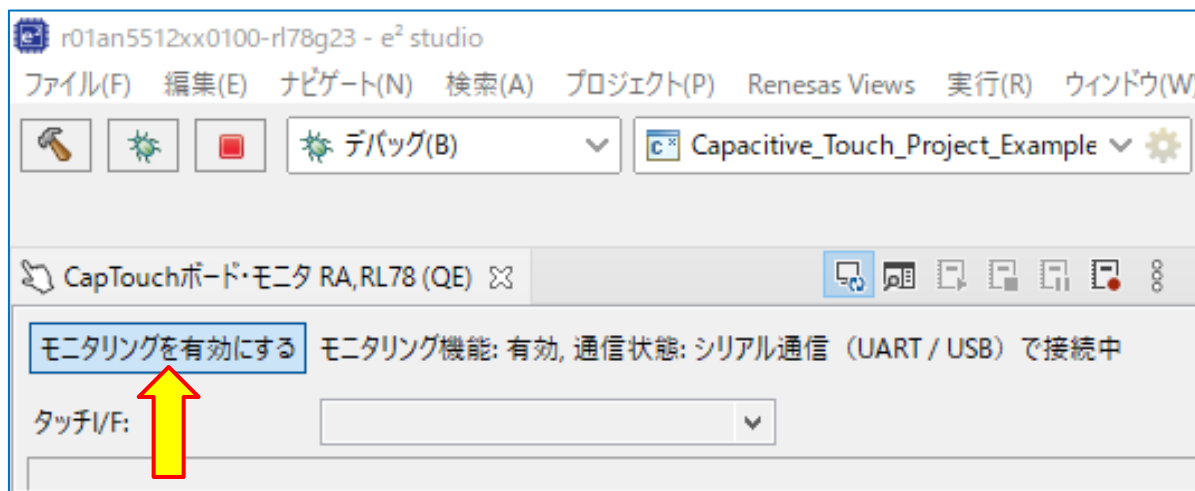 r01an5512xx0100-rl78g23 - e² studio
ファイル(F) 編集(E) ナビゲート(N) 検索(A) プロジェクト(P) Renesas Views 実行(R) ウィンドウ(W)
デバッグ(B) Capacitive_Touch_Project_Example
CapTouchボード・モニタ RA,RL78 (QE)
モニタリングを有効にする モニタリング機能: 有効, 通信状態: シリアル通信（UART / USB）で接続中
タッチI/F: